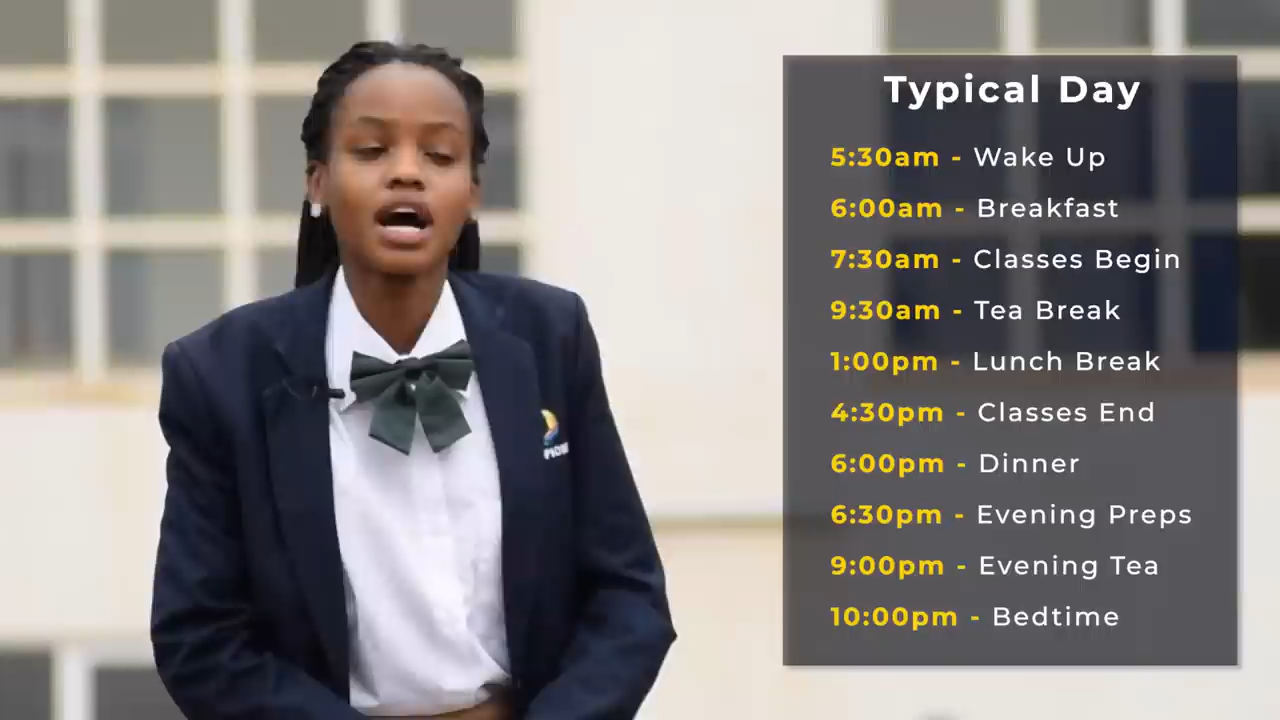 Typical Day
5:30am - Wake Up
6:00am - Breakfast
7:30am - Classes Begin
9:30am - Tea Break
1:00pm - Lunch Break
4:30pm - Classes End
6:00pm - Dinner
6:30pm - Evening Preps
9:00pm - Evening Tea
10:00pm - Bedtime